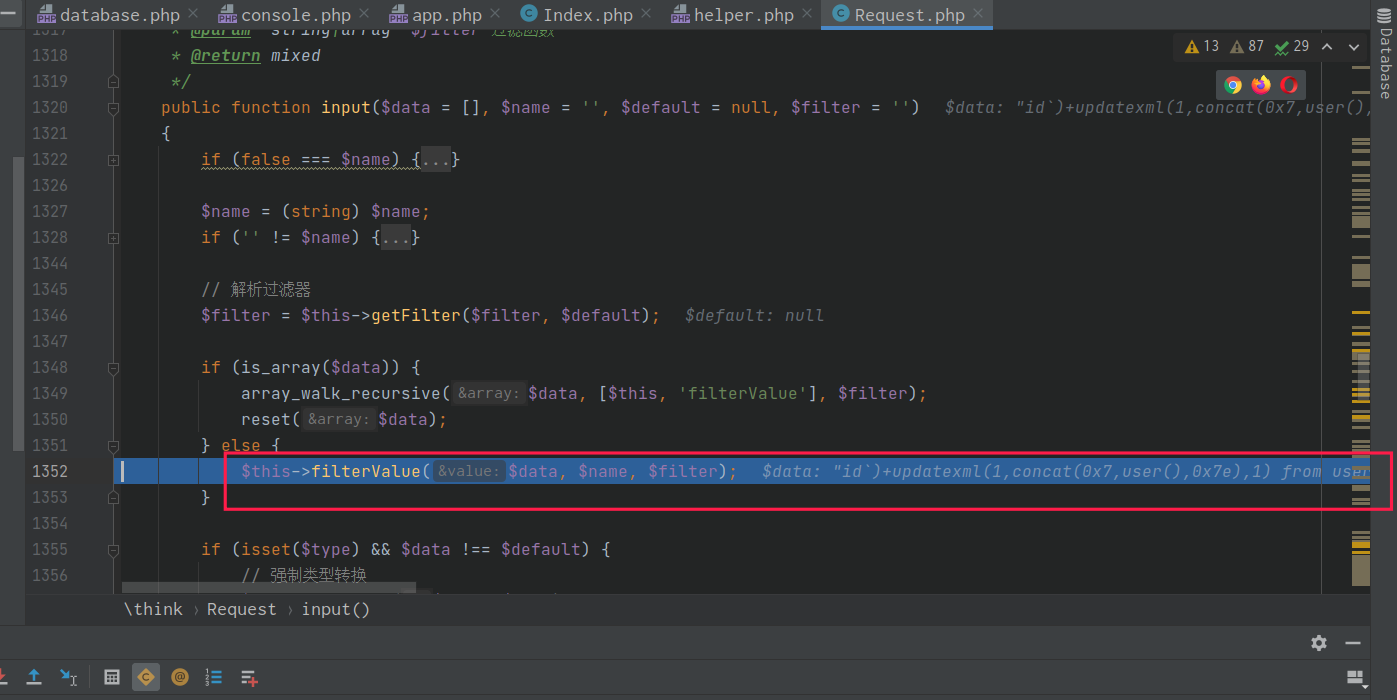 database.php
console.php
app.php
Index.php
helper.php
Request.php
Database
13 87 29
1317 * @param string|array $filter 过滤函数
1318 * @return mixed
1319 */
1320 public function input($data = [], $name = '', $default = null, $filter = '') $data: "id`)+updatexml(1,concat(0x7,user(),
1321 {
1322 if (false === $name) {...}
1326
1327 $name = (string) $name;
1328 if ('' != $name) {...}
1344
1345 // 解析过滤器
1346 $filter = $this->getFilter($filter, $default); $default: null
1347
1348 if (is_array($data)) {
1349 array_walk_recursive( &array: $data, [$this, 'filterValue'], $filter);
1350 reset( &array: $data);
1351 } else {
1352 $this->filterValue( &value: $data, $name, $filter); $data: "id`)+updatexml(1,concat(0x7,user(),0x7e),1) from user
1353 }
1354
1355 if (isset($type) && $data !== $default) {
1356 // 强制类型转换
\think › Request › input()